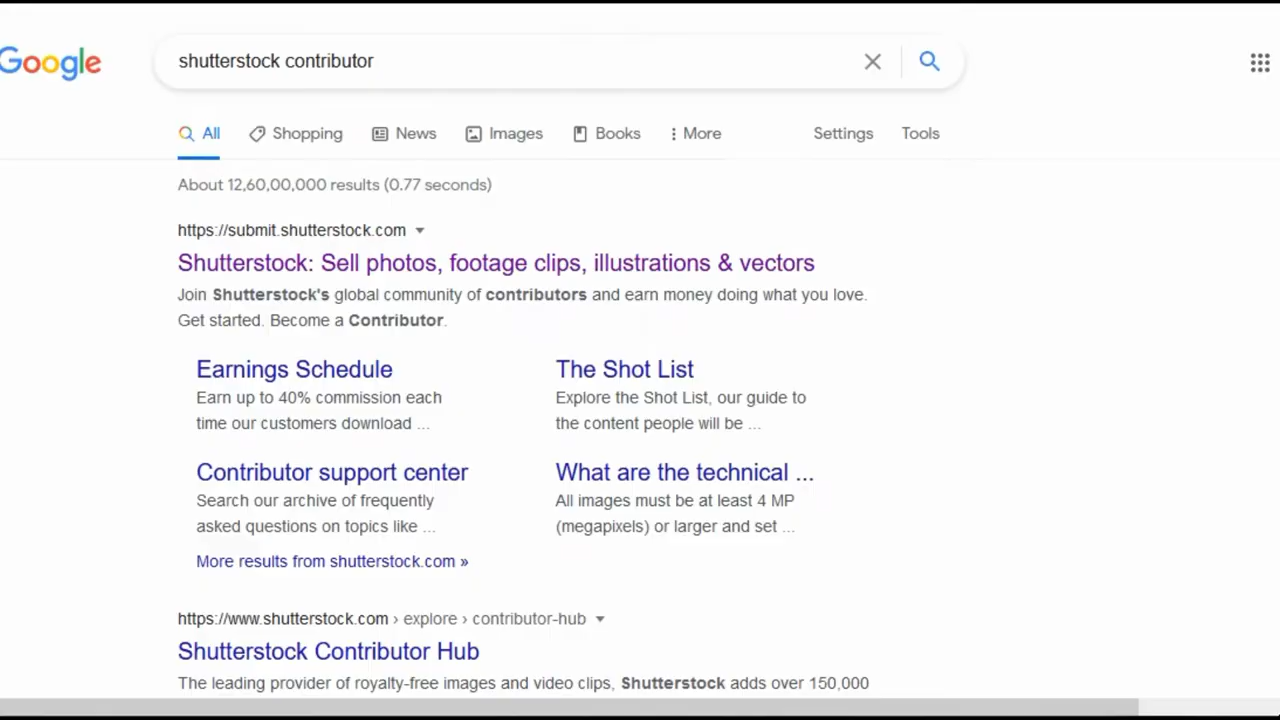 Google
shutterstock contributor
All Shopping News Images Books More Settings Tools
About 12,60,00,000 results (0.77 seconds)
https://submit.shutterstock.com
Shutterstock: Sell photos, footage clips, illustrations & vectors
Join Shutterstock's global community of contributors and earn money doing what you love.
Get started. Become a Contributor.
Earnings Schedule
Earn up to 40% commission each
time our customers download ...
The Shot List
Explore the Shot List, our guide to
the content people will be ...
Contributor support center
Search our archive of frequently
asked questions on topics like ...
What are the technical ...
All images must be at least 4 MP
(megapixels) or larger and set ...
More results from shutterstock.com »
https://www.shutterstock.com › explore › contributor-hub
Shutterstock Contributor Hub
The leading provider of royalty-free images and video clips, Shutterstock adds over 150,000